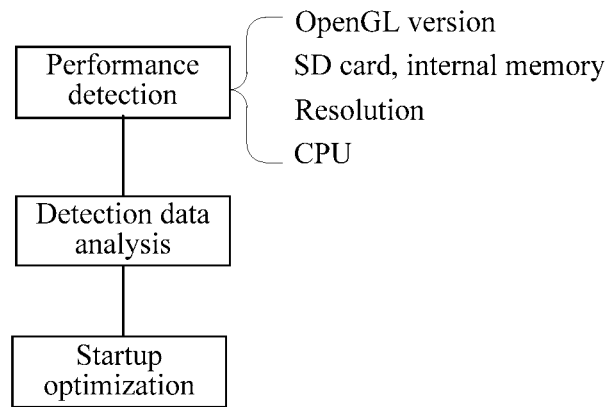 Performance
detection
OpenGL version
SD card, internal memory
Resolution
CPU
Detection data
analysis
Startup
optimization